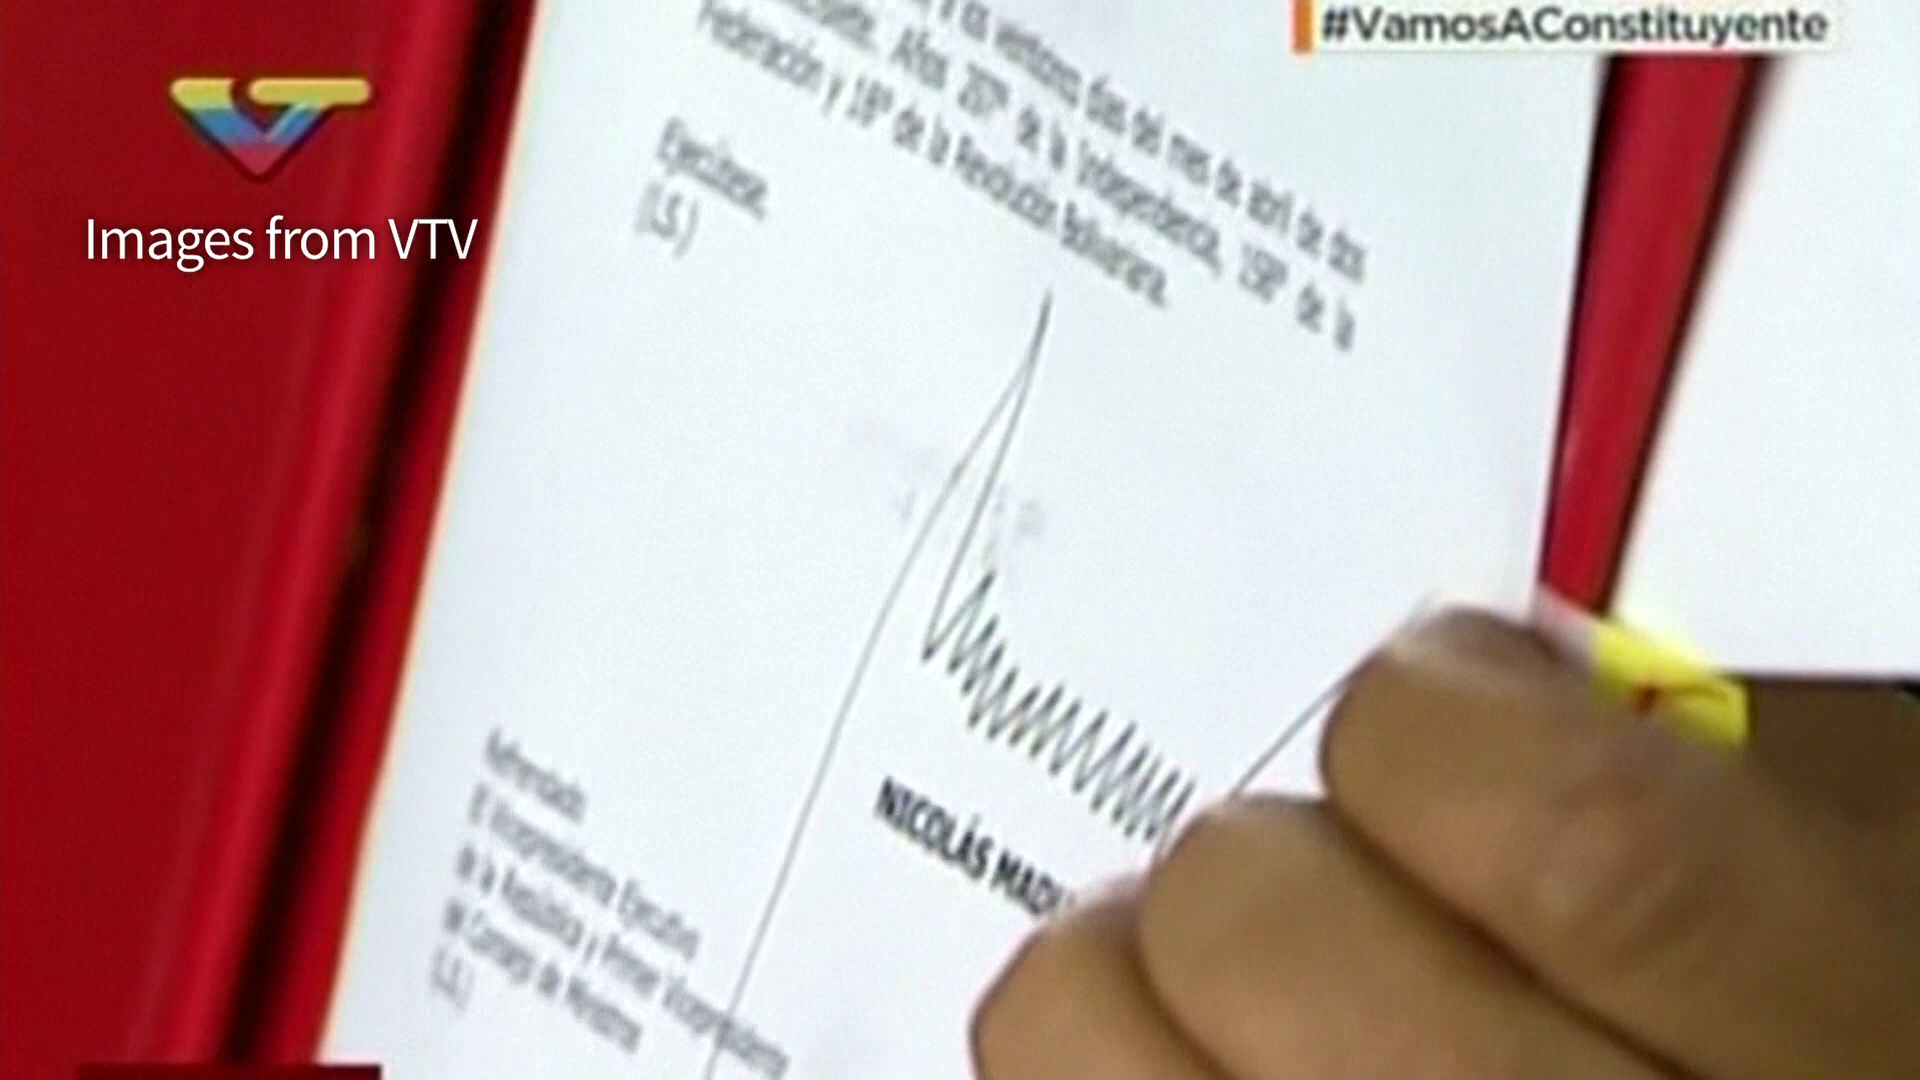 #VamosAConstituyente
Images from VTV
a los veintidós días del mes de abril de dos
Años 207° de la Independencia, 158° de la
Federación y 18° de la Revolución Bolivariana.
Ejecútese,
(L.S.)
NICOLÁS MADU
Refrendado
El Vicepresidente Ejecutivo
de la República y Primer Vicepresidente
del Consejo de Ministros
(L.S.)